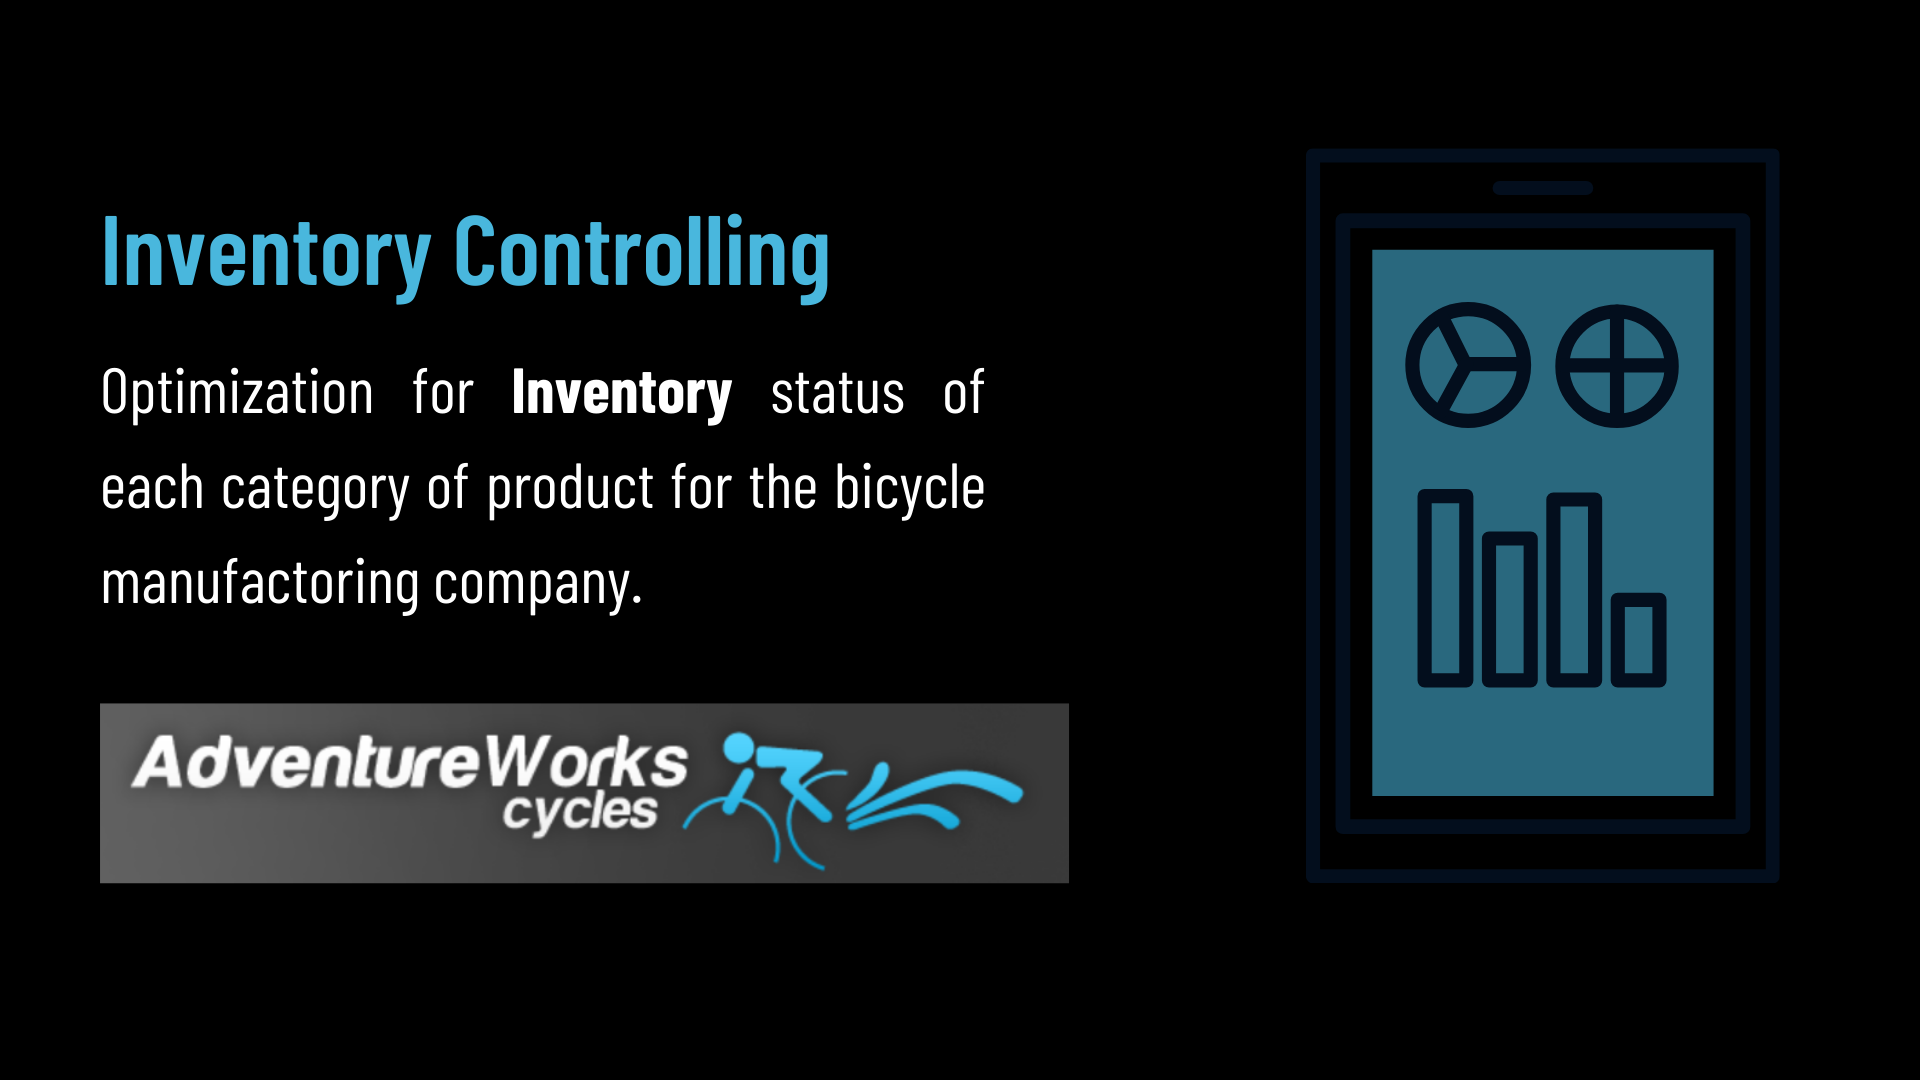 Inventory Controlling
Optimization for Inventory status of
each category of product for the bicycle
manufactoring company.
AdventureWorks
cycles